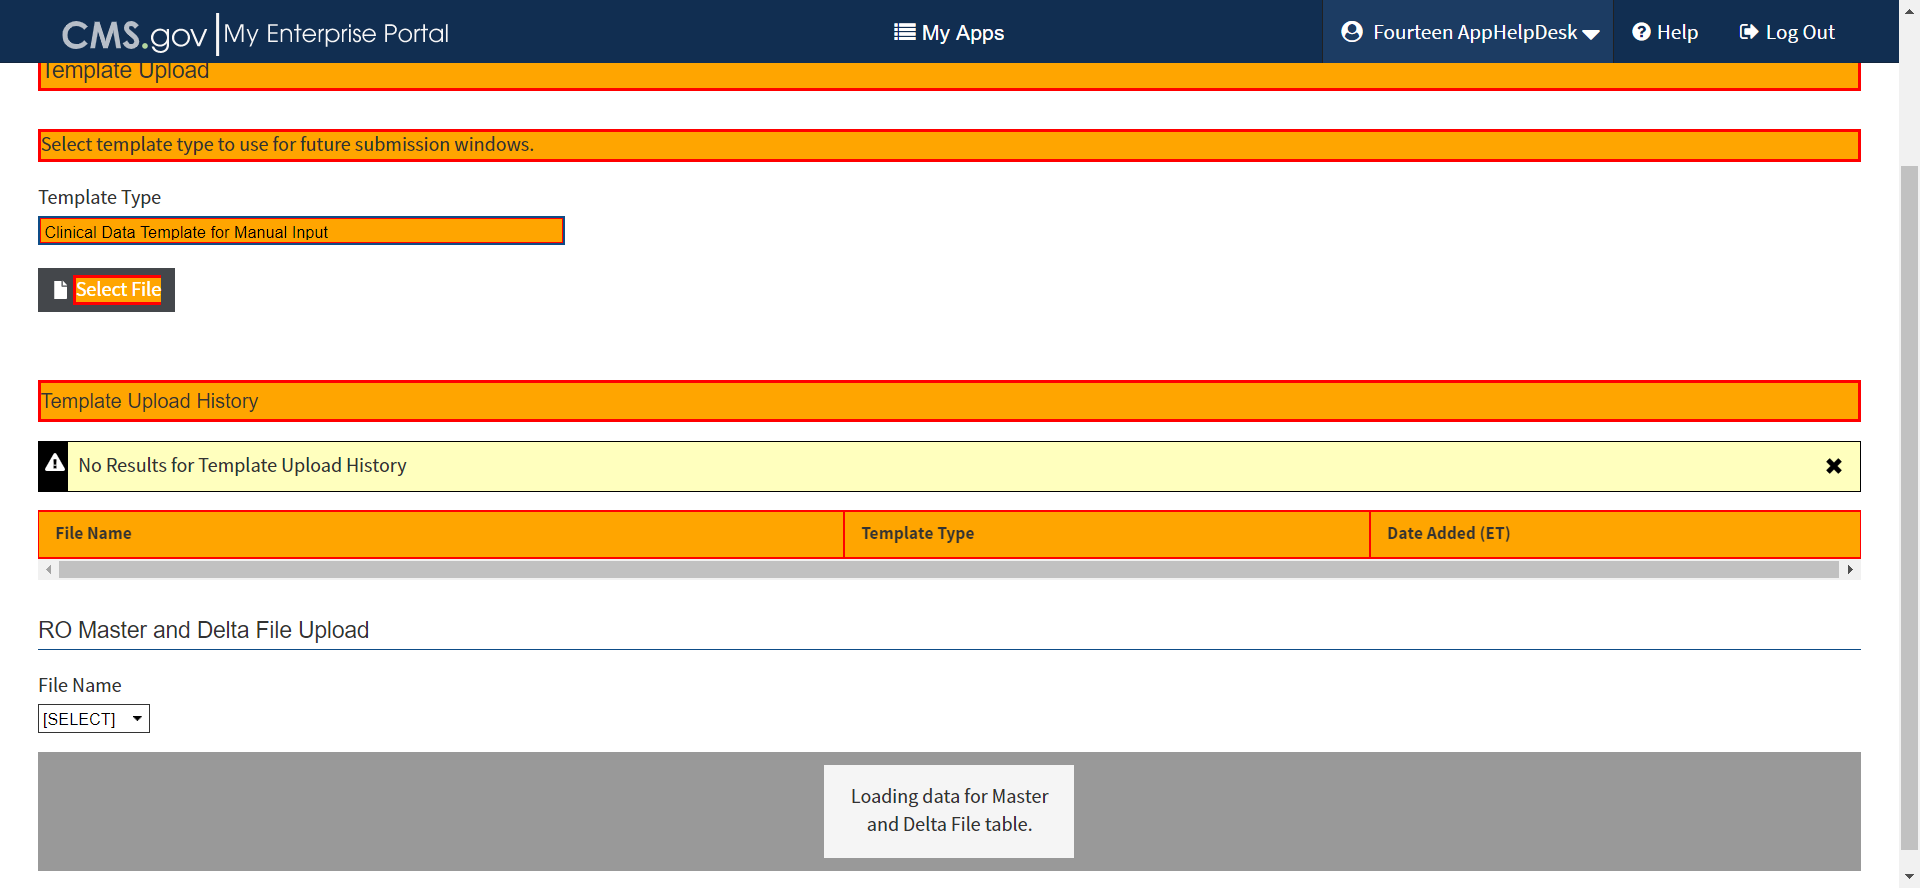 CMS.gov My Enterprise Portal
My Apps
Fourteen AppHelpDesk
Help
Log Out
Template Upload
Select template type to use for future submission windows.
Template Type
Clinical Data Template for Manual Input
Select File
Template Upload History
No Results for Template Upload History
File Name Template Type Date Added (ET)
RO Master and Delta File Upload
File Name
[SELECT]
Loading data for Master
and Delta File table.